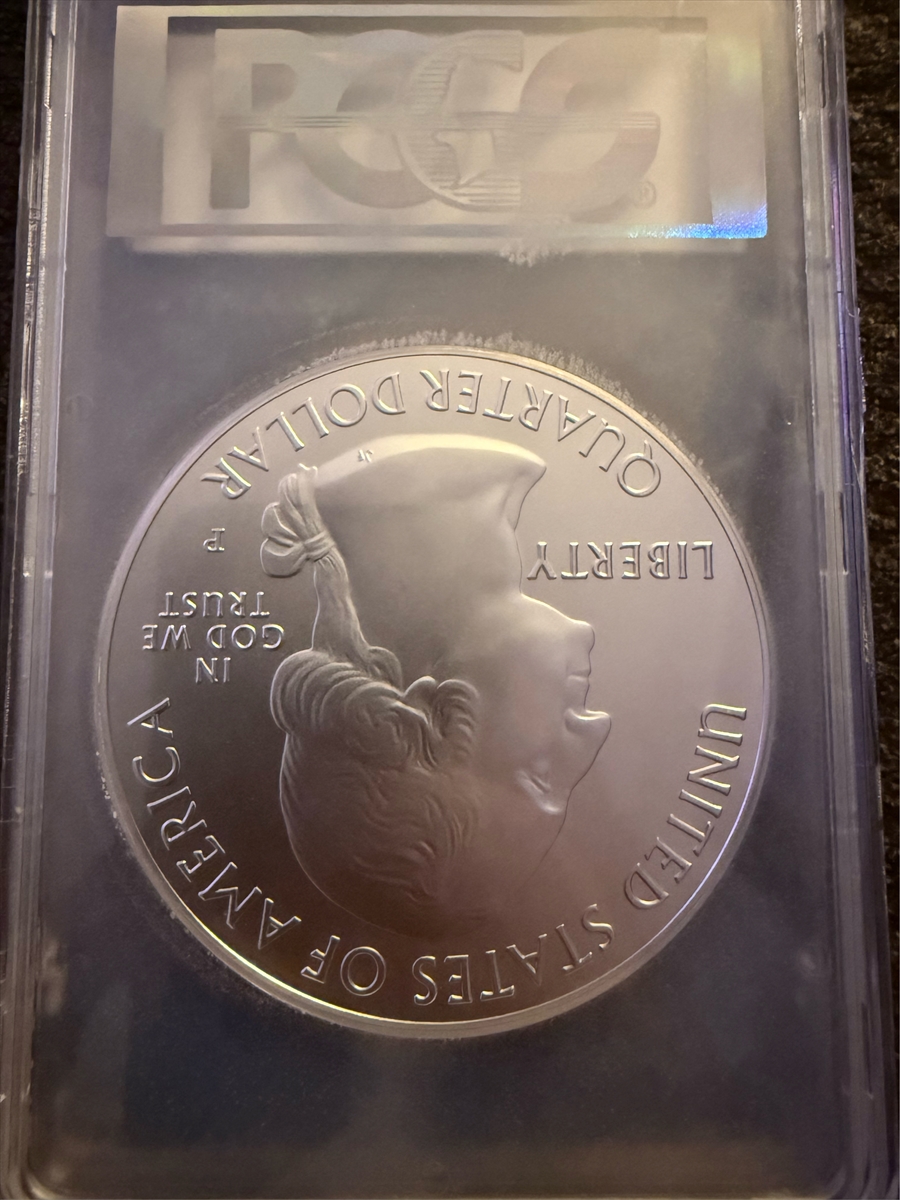 PCGS®
UNITED STATES OF AMERICA
LIBERTY
IN
GOD WE
TRUST
P
QUARTER DOLLAR